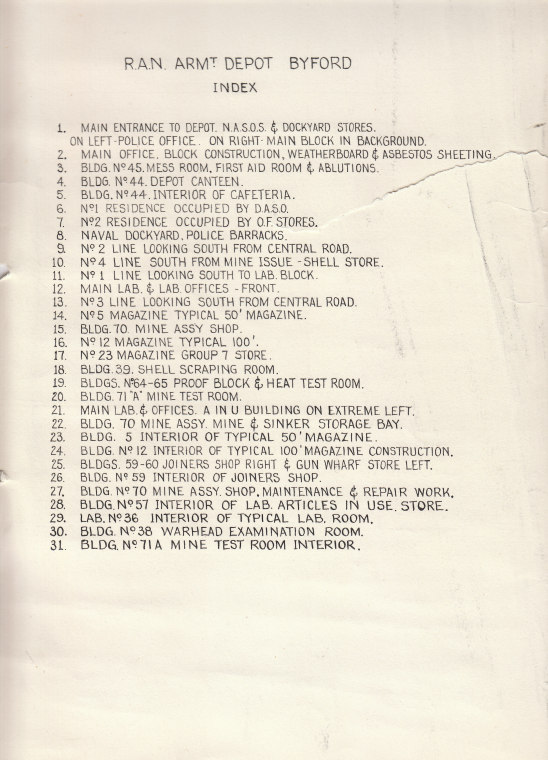 R.A.N. ARMT DEPOT BYFORD
INDEX
1. MAIN ENTRANCE TO DEPOT. N.A.S.O.S. & DOCKYARD STORES.
ON LEFT-POLICE OFFICE. ON RIGHT-MAIN BLOCK IN BACKGROUND.
2. MAIN OFFICE. BLOCK CONSTRUCTION, WEATHERBOARD & ASBESTOS SHEETING.
3. BLDG. Nº45. MESS ROOM, FIRST AID ROOM & ABLUTIONS.
4. BLDG. Nº44. DEPOT CANTEEN.
5. BLDG. Nº44. INTERIOR OF CAFETERIA.
6. Nº1 RESIDENCE OCCUPIED BY D.A.S.O.
7. Nº2 RESIDENCE OCCUPIED BY O.F. STORES.
8. NAVAL DOCKYARD, POLICE BARRACKS.
9. Nº 2 LINE LOOKING SOUTH FROM CENTRAL ROAD.
10. Nº 4 LINE SOUTH FROM MINE ISSUE - SHELL STORE.
11. Nº 1 LINE LOOKING SOUTH TO LAB. BLOCK.
12. MAIN LAB. & LAB. OFFICES - FRONT.
13. Nº 3 LINE LOOKING SOUTH FROM CENTRAL ROAD.
14. Nº 5 MAGAZINE TYPICAL 50' MAGAZINE.
15. BLDG. 70. MINE ASSY SHOP.
16. Nº 12 MAGAZINE TYPICAL 100'.
17. Nº 23 MAGAZINE GROUP 7 STORE.
18. BLDG. 39. SHELL SCRAPING ROOM.
19. BLDGS. Nº64-65 PROOF BLOCK & HEAT TEST ROOM.
20. BLDG. 71 "A" MINE TEST ROOM.
21. MAIN LAB. & OFFICES. A IN U BUILDING ON EXTREME LEFT.
22. BLDG. 70 MINE ASSY. MINE & SINKER STORAGE BAY.
23. BLDG. 5 INTERIOR OF TYPICAL 50' MAGAZINE.
24. BLDG. Nº 12 INTERIOR OF TYPICAL 100' MAGAZINE CONSTRUCTION.
25. BLDGS. 59-60 JOINERS SHOP RIGHT & GUN WHARF STORE LEFT.
26. BLDG. Nº 59 INTERIOR OF JOINERS SHOP.
27. BLDG. Nº 70 MINE ASSY. SHOP, MAINTENANCE & REPAIR WORK.
28. BLDG. Nº 57 INTERIOR OF LAB. ARTICLES IN USE. STORE.
29. LAB. Nº36 INTERIOR OF TYPICAL LAB. ROOM.
30. BLDG. Nº38 WARHEAD EXAMINATION ROOM.
31. BLDG. Nº 71A MINE TEST ROOM INTERIOR.